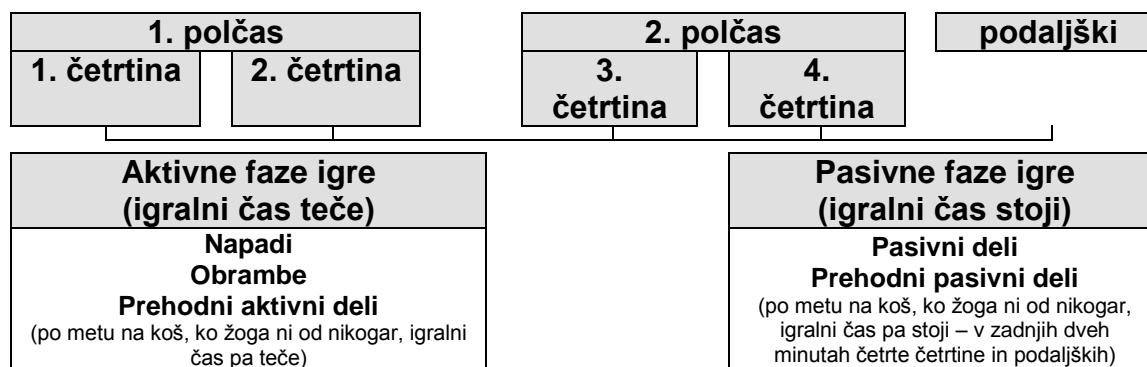 1. polčas
2. polčas
podaljški
1. četrtina
2. četrtina
3.
četrtina
4.
četrtina
Aktivne faze igre
(igralni čas teče)
Napadi
Obrambe
Prehodni aktivni deli
(po metu na koš, ko žoga ni od nikogar, igralni
čas pa teče)
Pasivne faze igre
(igralni čas stoji)
Pasivni deli
Prehodni pasivni deli
(po metu na koš, ko žoga ni od nikogar,
igralni čas pa stoji – v zadnjih dveh
minutah četrte četrtine in podaljških)